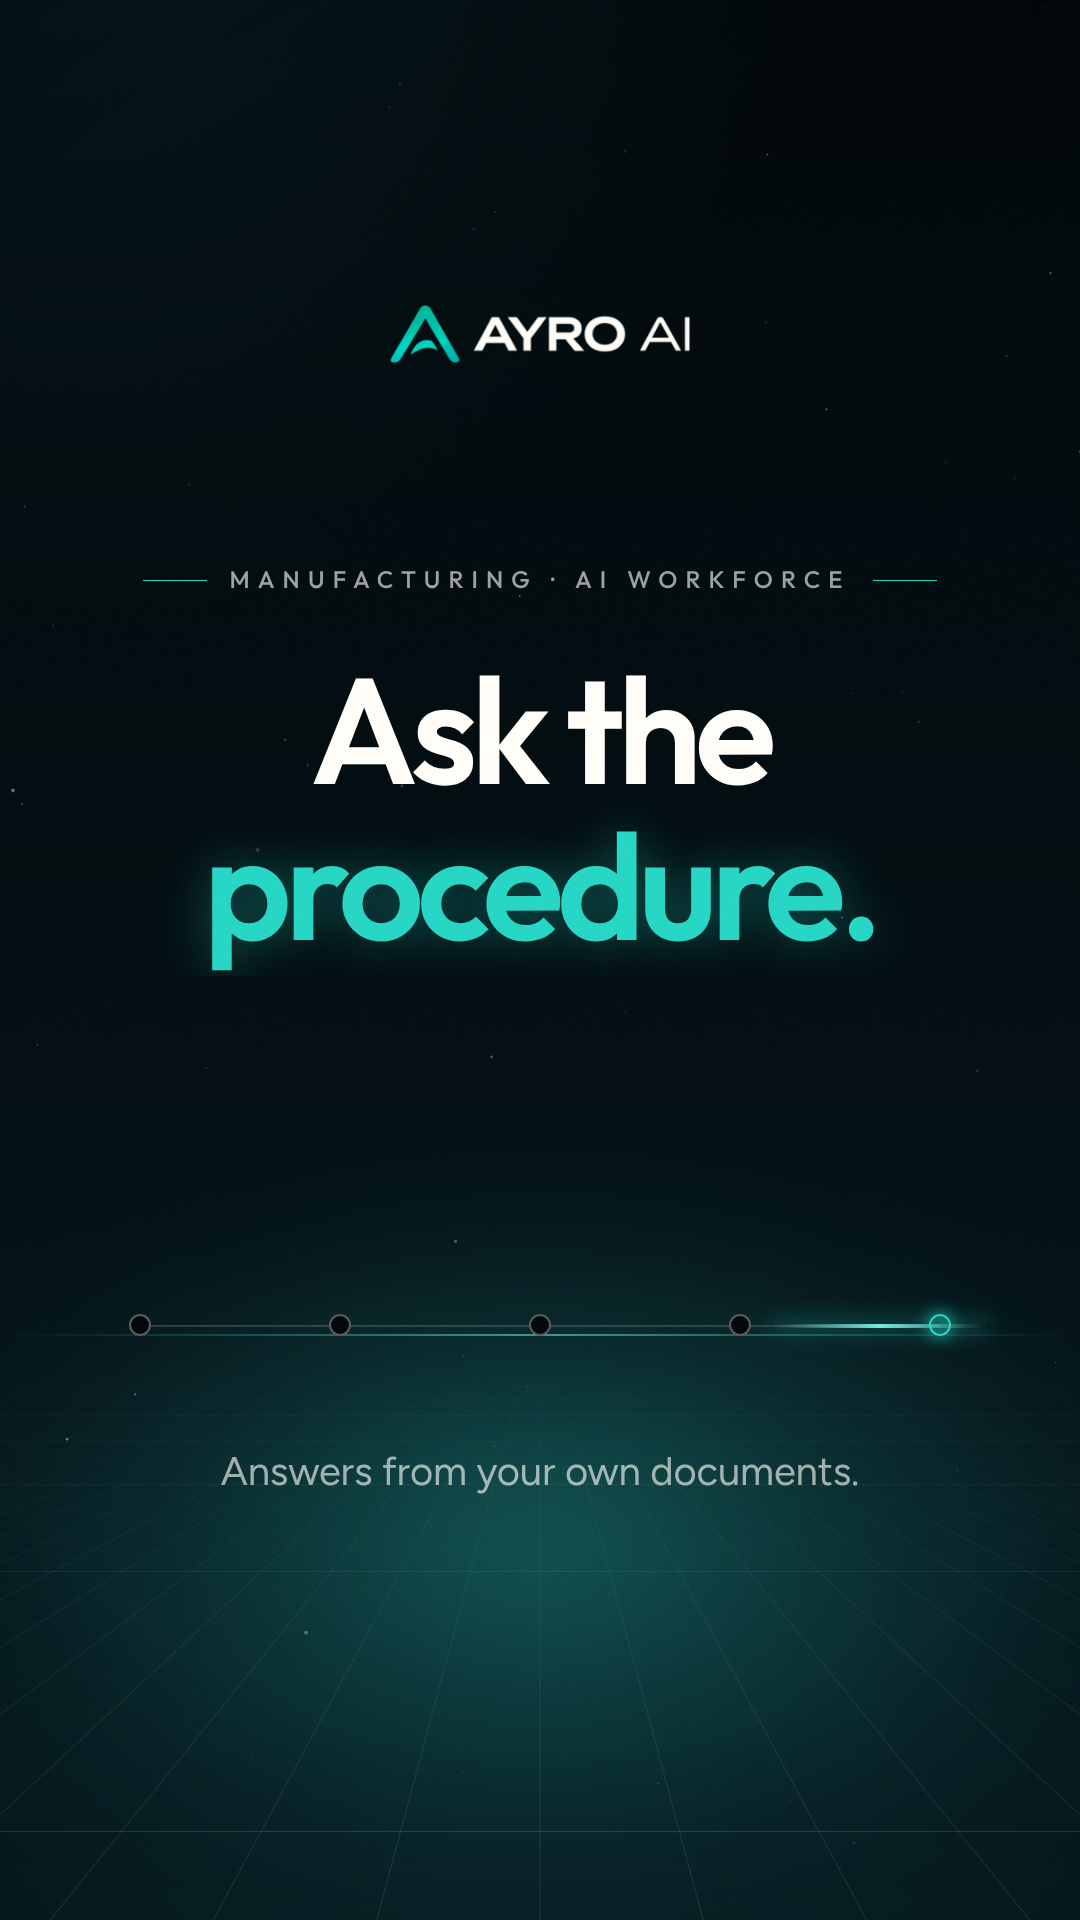 AYRO AI
MANUFACTURING · AI WORKFORCE
Ask the
procedure.
Answers from your own documents.